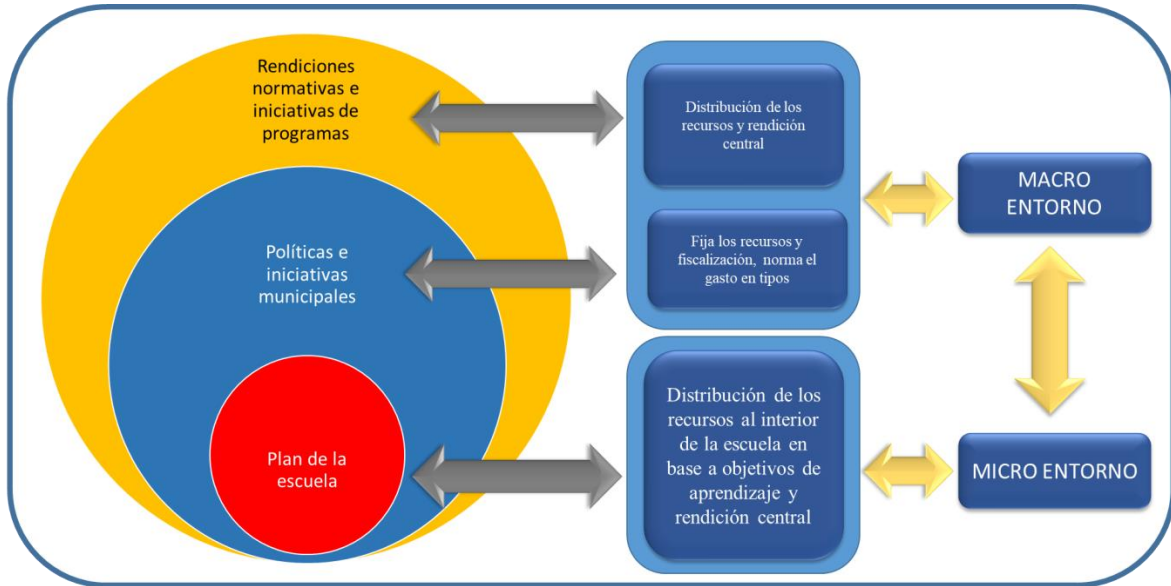 Rendiciones
normativas e
iniciativas de
programas
Políticas e
iniciativas
municipales
Plan de la
escuela
Distribución de los
recursos y rendición
central
Fija los recursos y
fiscalización, norma el
gasto en tipos
Distribución de los
recursos al interior
de la escuela en
base a objetivos de
aprendizaje y
rendición central
MACRO
ENTORNO
MICRO ENTORNO